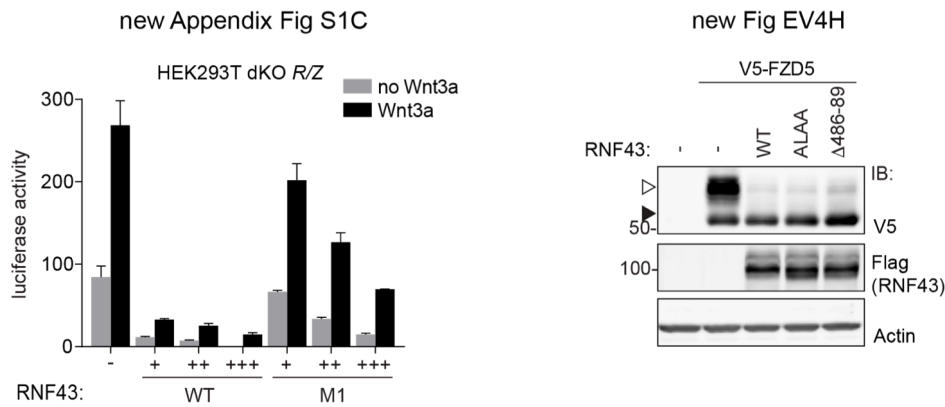 new Appendix Fig S1C
HEK293T dKO R/Z
no Wnt3a
Wnt3a
luciferase activity
300
200
100
0
- + ++ +++ + ++ +++
RNF43: WT M1
new Fig EV4H
V5-FZD5
RNF43: - - WT ALAA Δ486-89
IB:
50-
V5
100-
Flag
(RNF43)
Actin